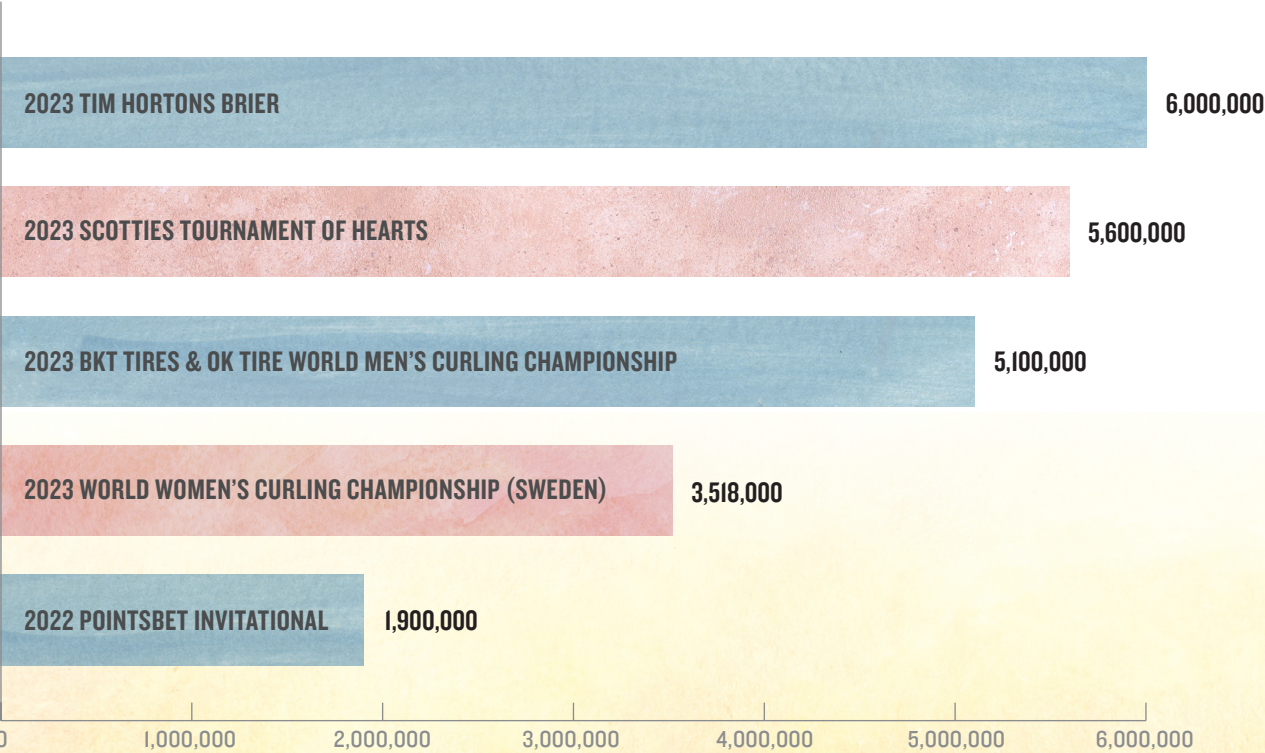 2023 TIM HORTONS BRIER 6,000,000
2023 SCOTTIES TOURNAMENT OF HEARTS 5,600,000
2023 BKT TIRES & OK TIRE WORLD MEN'S CURLING CHAMPIONSHIP 5,100,000
2023 WORLD WOMEN'S CURLING CHAMPIONSHIP (SWEDEN) 3,518,000
2022 POINTSBET INVITATIONAL 1,900,000
0 1,000,000 2,000,000 3,000,000 4,000,000 5,000,000 6,000,000